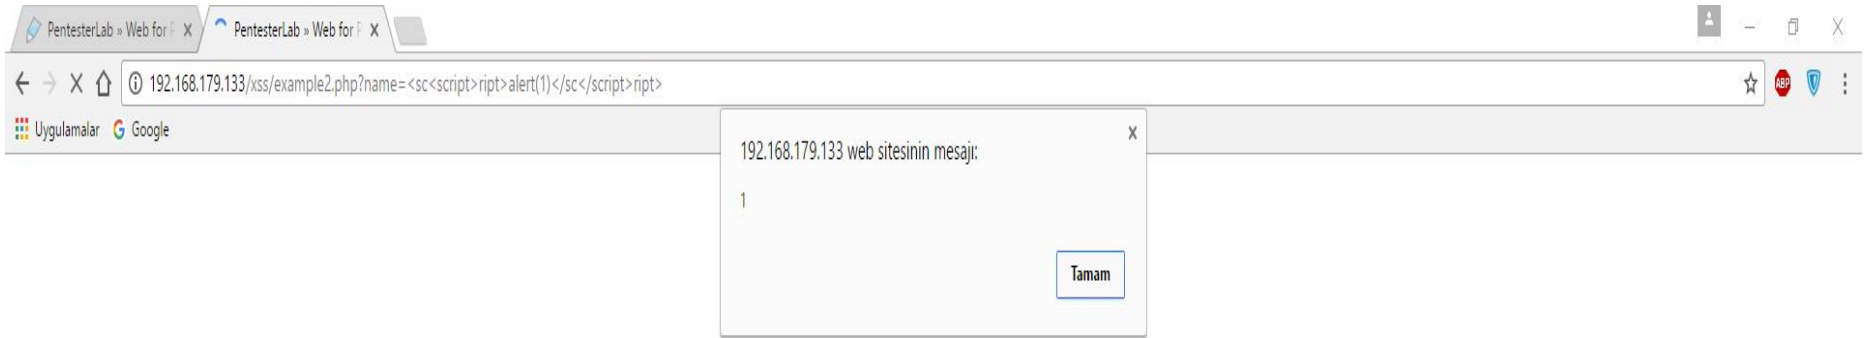 PentesterLab » Web for P
PentesterLab » Web for P
192.168.179.133/xss/example2.php?name=<sc<script>ript>alert(1)</sc</script>ript>
ABP
Uygulamalar
Google
192.168.179.133 web sitesinin mesajı:
1
Tamam